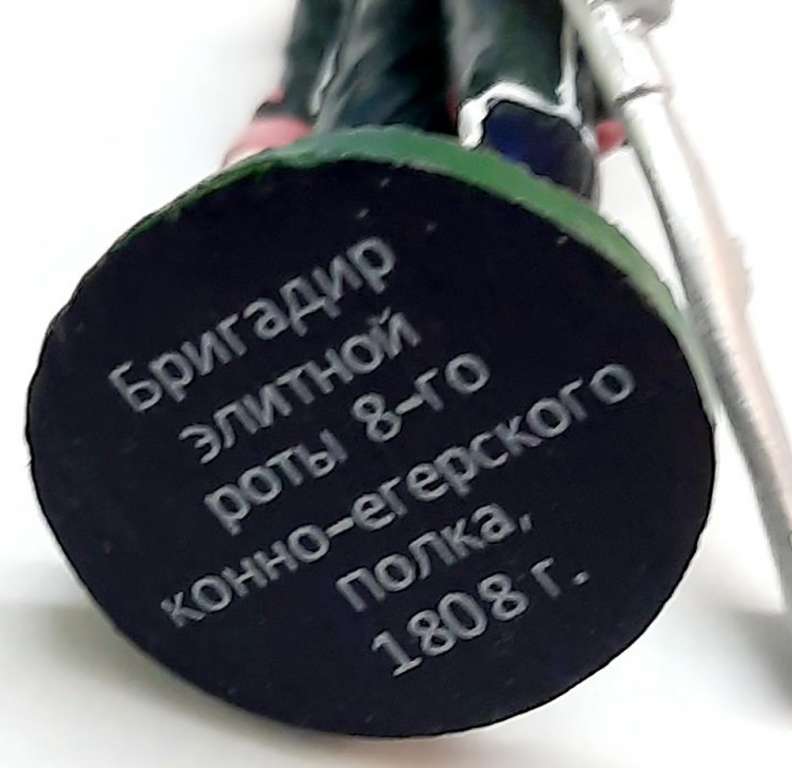 Бригадир
элитной
роты 8-го
конно-егерского
полка,
1808 г.